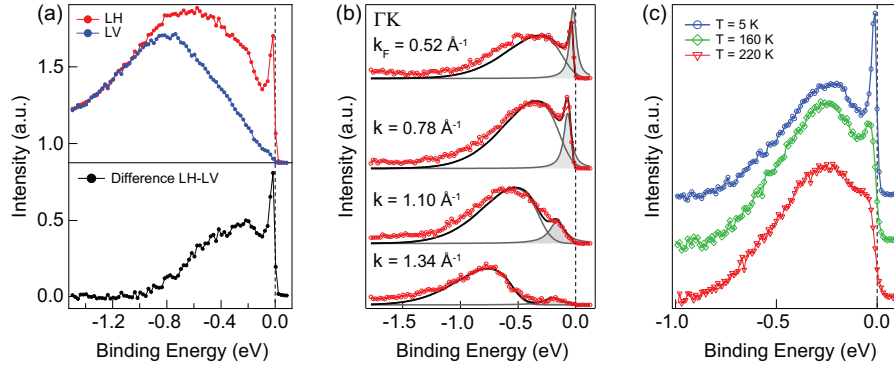 (a)
LH
LV
Difference LH-LV
Intensity (a.u.)
1.8
1.5
0.9
0.5
0.0
-1.2
-0.8
-0.4
0.0
Binding Energy (eV)
(b)
ΓK
k_F = 0.52 Å⁻¹
k = 0.78 Å⁻¹
k = 1.10 Å⁻¹
k = 1.34 Å⁻¹
Intensity (a.u.)
-1.5
-1.0
-0.5
0.0
Binding Energy (eV)
(c)
T = 5 K
T = 160 K
T = 220 K
Intensity (a.u.)
-1.0
-0.5
0.0
Binding Energy (eV)